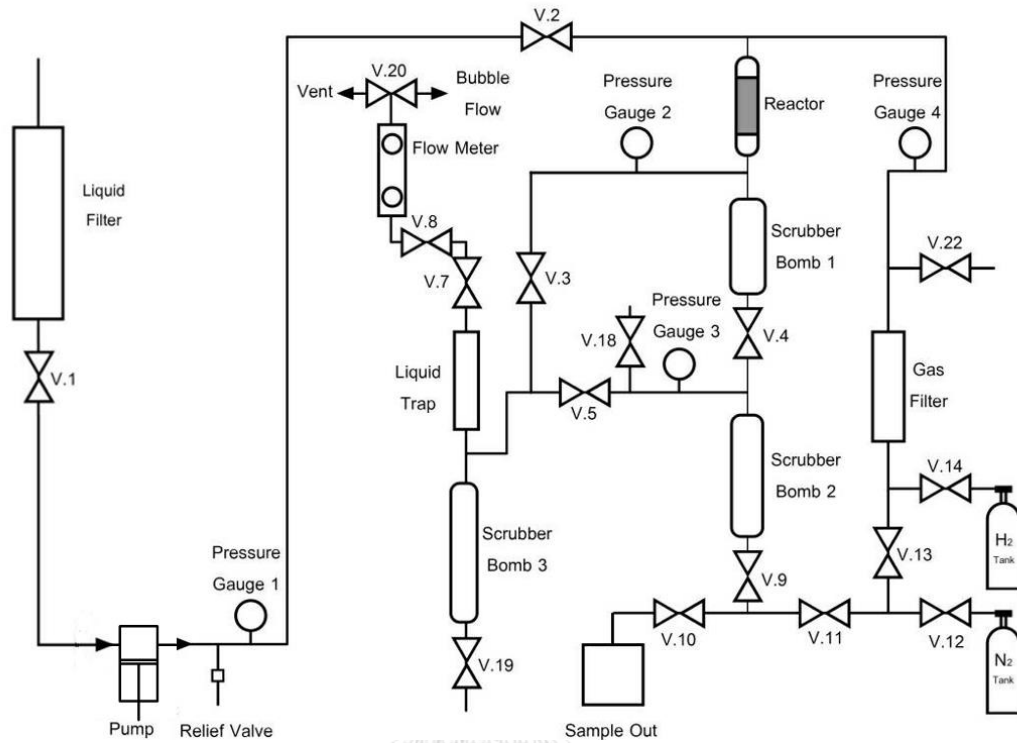 V.2
V.20
Vent
Bubble
Flow
Flow Meter
Pressure
Gauge 2
Reactor
Pressure
Gauge 4
Liquid
Filter
V.8
V.7
V.3
Scrubber
Bomb 1
V.22
Pressure
Gauge 3
V.18
V.4
V.1
Liquid
Trap
V.5
Gas
Filter
Scrubber
Bomb 2
V.14
H2
Tank
Scrubber
Bomb 3
V.13
Pressure
Gauge 1
V.9
V.10
V.11
V.12
N2
Tank
V.19
Pump
Relief Valve
Sample Out